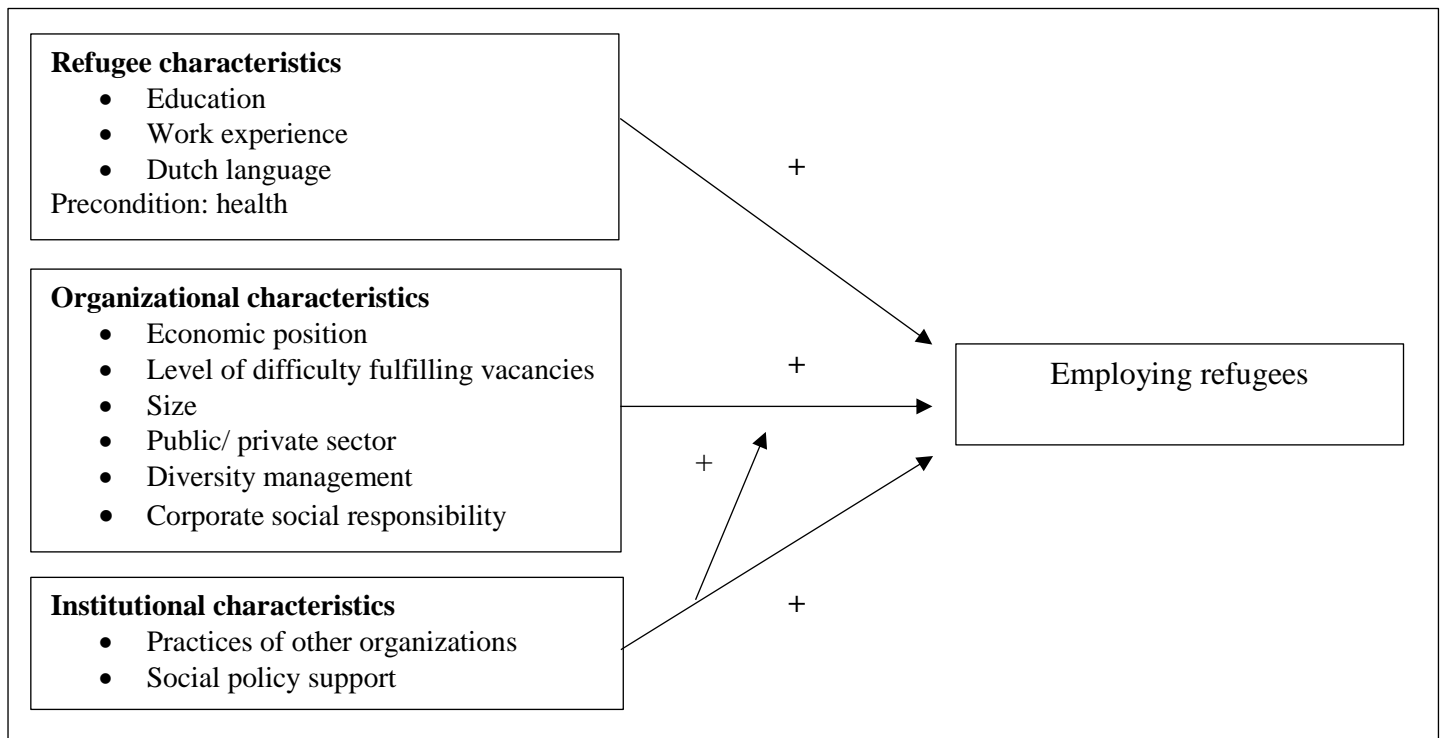 Refugee characteristics
• Education
• Work experience
• Dutch language
Precondition: health
+
Organizational characteristics
• Economic position
• Level of difficulty fulfilling vacancies
• Size
• Public/ private sector
• Diversity management
• Corporate social responsibility
+
Employing refugees
+
Institutional characteristics
• Practices of other organizations
• Social policy support
+